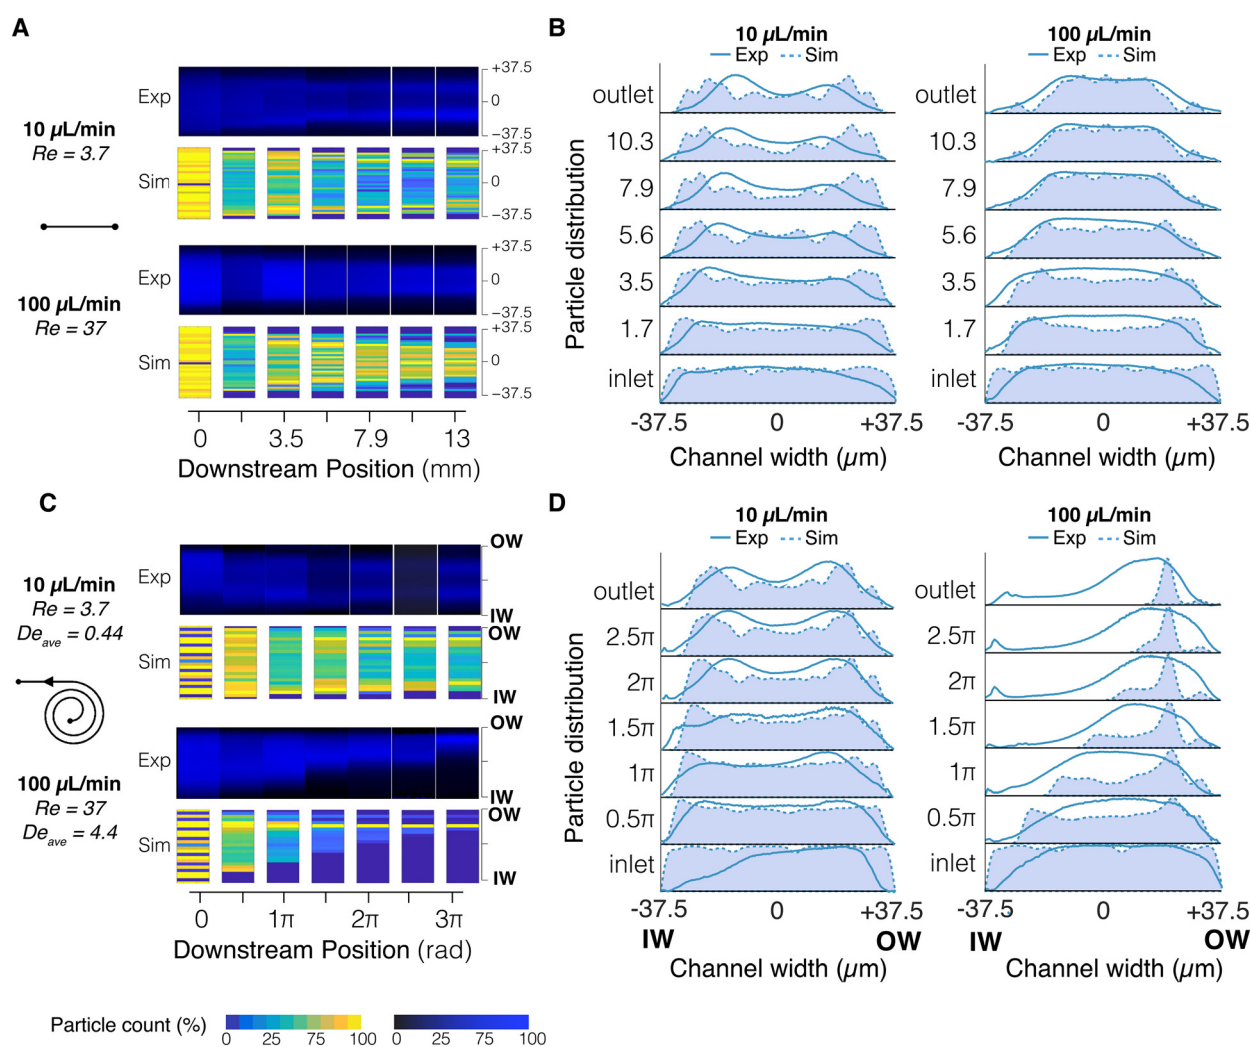 A
Exp
+37.5
0
−37.5
10 µL/min
Re = 3.7
Sim
+37.5
0
−37.5
Exp
+37.5
0
−37.5
100 µL/min
Re = 37
Sim
+37.5
0
−37.5
0 3.5 7.9 13
Downstream Position (mm)
B
10 µL/min
Exp Sim
100 µL/min
Exp Sim
Particle distribution
outlet
10.3
7.9
5.6
3.5
1.7
inlet
-37.5 0 +37.5
Channel width (µm)
outlet
10.3
7.9
5.6
3.5
1.7
inlet
-37.5 0 +37.5
Channel width (µm)
C
Exp
OW
IW
10 µL/min
Re = 3.7
Deave = 0.44
Sim
OW
IW
Exp
OW
IW
100 µL/min
Re = 37
Deave = 4.4
Sim
OW
IW
0 1π 2π 3π
Downstream Position (rad)
D
10 µL/min
Exp Sim
100 µL/min
Exp Sim
Particle distribution
outlet
2.5π
2π
1.5π
1π
0.5π
inlet
-37.5 0 +37.5
IW OW
Channel width (µm)
outlet
2.5π
2π
1.5π
1π
0.5π
inlet
-37.5 0 +37.5
IW OW
Channel width (µm)
Particle count (%)
0 25 75 100
0 25 75 100